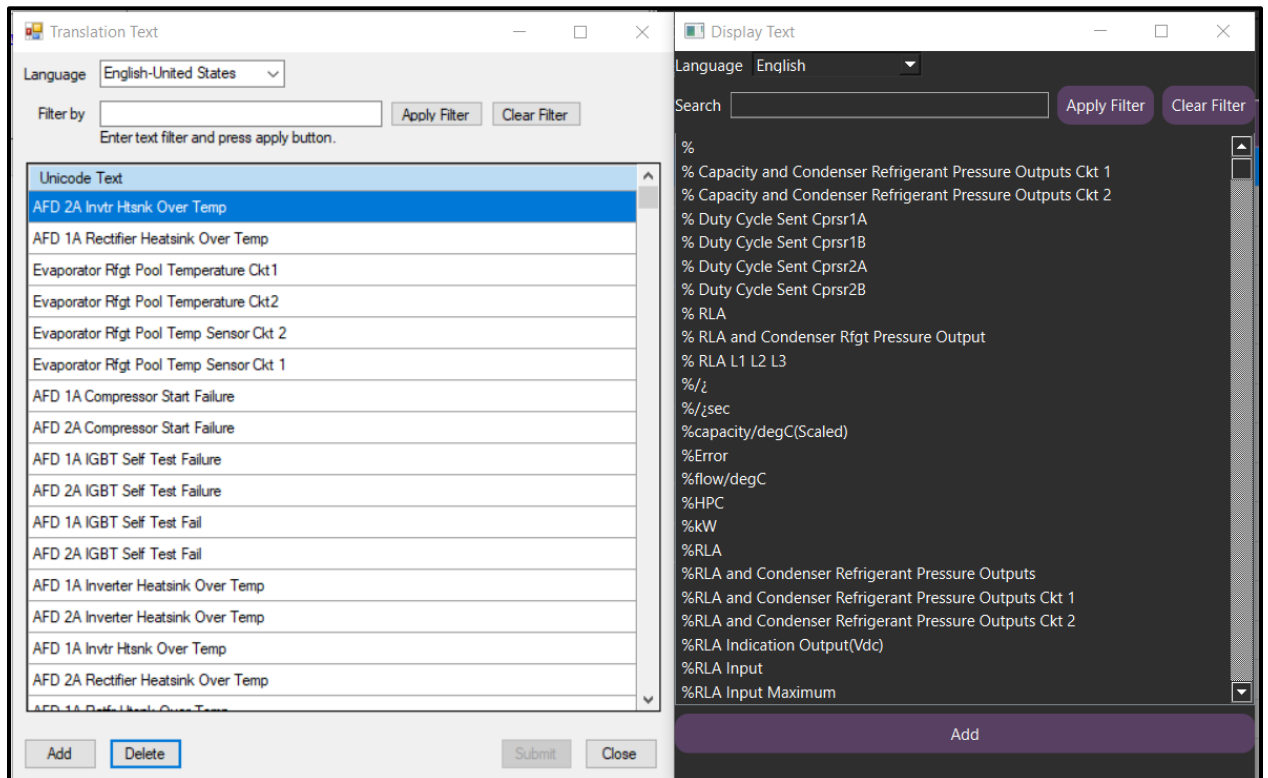 Translation Text
Language English-United States
Filter by Apply Filter Clear Filter
Enter text filter and press apply button.
Unicode Text
AFD 2A Invtr Htsnk Over Temp
AFD 1A Rectifier Heatsink Over Temp
Evaporator Rfgt Pool Temperature Ckt1
Evaporator Rfgt Pool Temperature Ckt2
Evaporator Rfgt Pool Temp Sensor Ckt 2
Evaporator Rfgt Pool Temp Sensor Ckt 1
AFD 1A Compressor Start Failure
AFD 2A Compressor Start Failure
AFD 1A IGBT Self Test Failure
AFD 2A IGBT Self Test Failure
AFD 1A IGBT Self Test Fail
AFD 2A IGBT Self Test Fail
AFD 1A Inverter Heatsink Over Temp
AFD 2A Inverter Heatsink Over Temp
AFD 1A Invtr Htsnk Over Temp
AFD 2A Rectifier Heatsink Over Temp
Add Delete Submit Close
Display Text
Language English
Search Apply Filter Clear Filter
%
% Capacity and Condenser Refrigerant Pressure Outputs Ckt 1
% Capacity and Condenser Refrigerant Pressure Outputs Ckt 2
% Duty Cycle Sent Cprsr1A
% Duty Cycle Sent Cprsr1B
% Duty Cycle Sent Cprsr2A
% Duty Cycle Sent Cprsr2B
% RLA
% RLA and Condenser Rfgt Pressure Output
% RLA L1 L2 L3
%/¿
%/¿sec
%capacity/degC(Scaled)
%Error
%flow/degC
%HPC
%kW
%RLA
%RLA and Condenser Refrigerant Pressure Outputs
%RLA and Condenser Refrigerant Pressure Outputs Ckt 1
%RLA and Condenser Refrigerant Pressure Outputs Ckt 2
%RLA Indication Output(Vdc)
%RLA Input
%RLA Input Maximum
Add